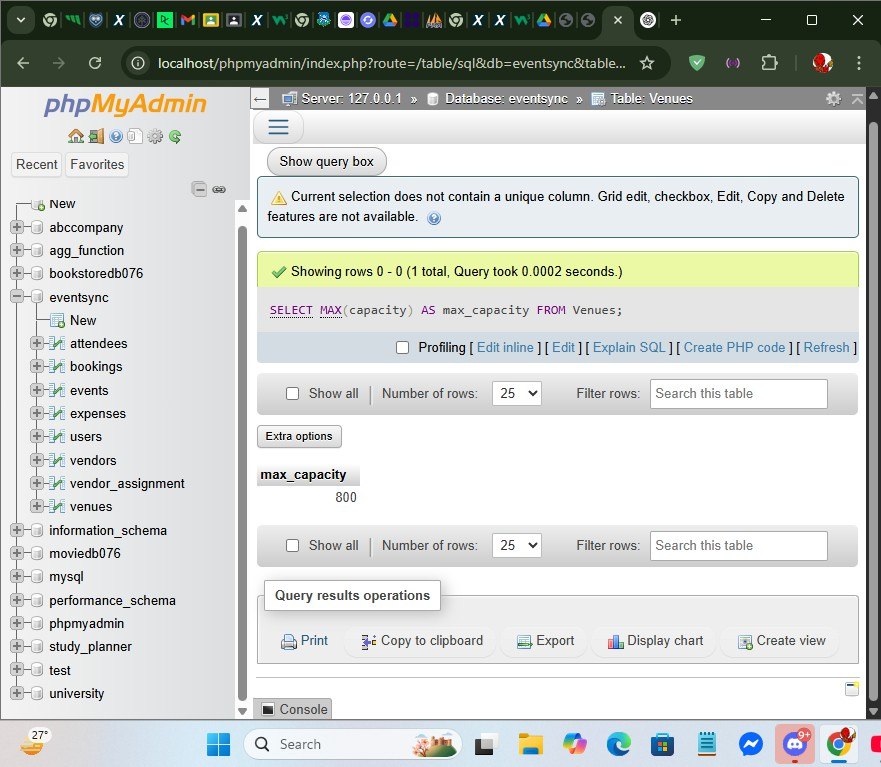 localhost/phpmyadmin/index.php?route=/table/sql&db=eventsync&table...
phpMyAdmin
Recent Favorites
New
abccompany
agg_function
bookstoredb076
eventsync
New
attendees
bookings
events
expenses
users
vendors
vendor_assignment
venues
information_schema
moviedb076
mysql
performance_schema
phpmyadmin
study_planner
test
university
Server: 127.0.0.1 » Database: eventsync » Table: Venues
Show query box
Current selection does not contain a unique column. Grid edit, checkbox, Edit, Copy and Delete
features are not available.
Showing rows 0 - 0 (1 total, Query took 0.0002 seconds.)
SELECT MAX(capacity) AS max_capacity FROM Venues;
Profiling [ Edit inline ] [ Edit ] [ Explain SQL ] [ Create PHP code ] [ Refresh ]
Show all Number of rows: 25 Filter rows: Search this table
Extra options
max_capacity
800
Show all Number of rows: 25 Filter rows: Search this table
Query results operations
Print Copy to clipboard Export Display chart Create view
Console
27° Search 9+